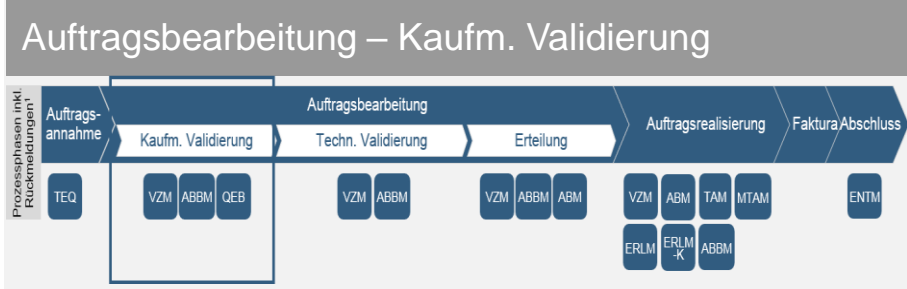 Auftragsbearbeitung – Kaufm. Validierung
Prozessphasen inkl.
Rückmeldungen¹
Auftrags-
annahme
Auftragsbearbeitung
Kaufm. Validierung
Techn. Validierung
Erteilung
Auftragsrealisierung
Faktura
Abschluss
TEQ
VZM ABBM QEB
VZM ABBM
VZM ABBM ABM
VZM ABM TAM MTAM
ERLM ERLM
-K ABBM
ENTM